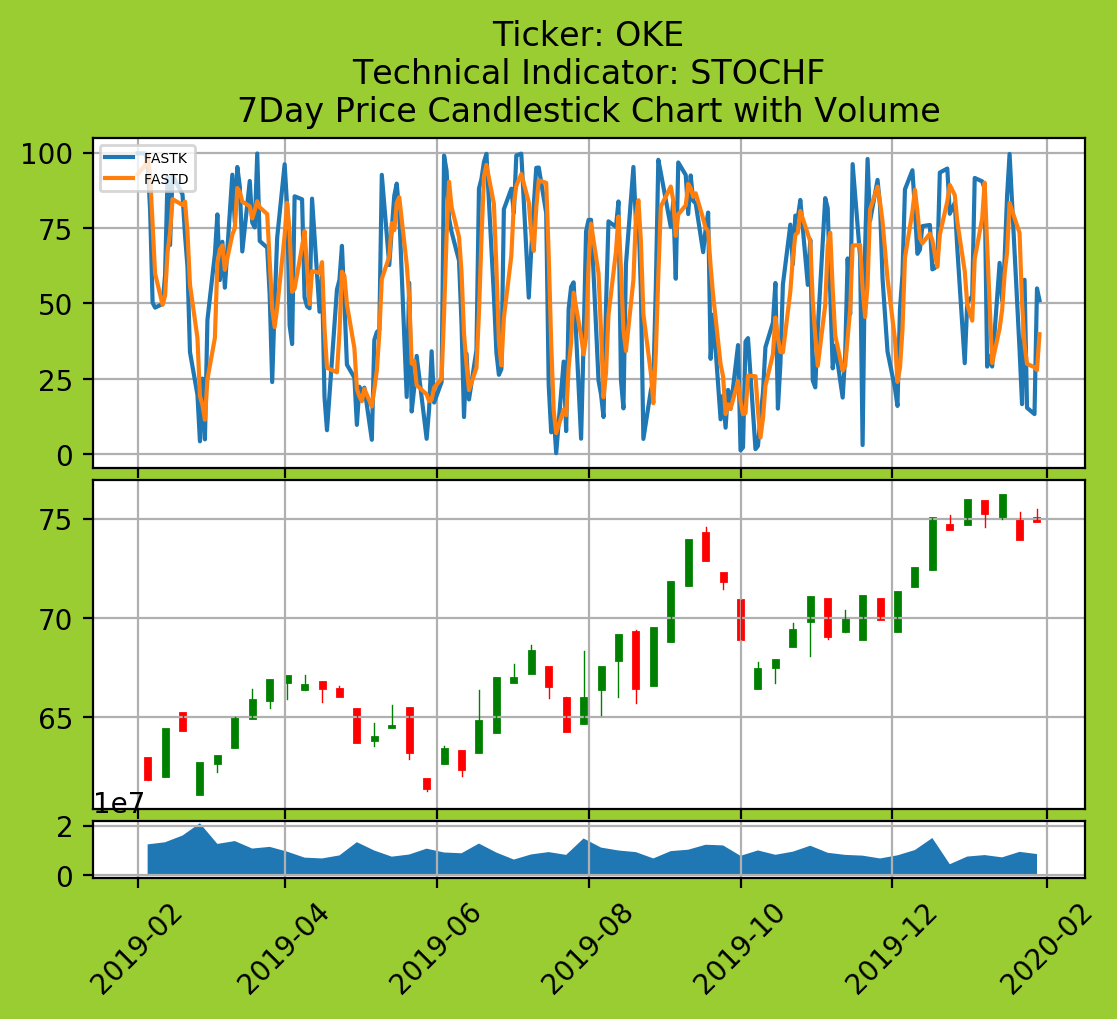 Ticker: OKE
Technical Indicator: STOCHF
7Day Price Candlestick Chart with Volume
100
FASTK
FASTD
75
50
25
0
75
70
65
1e7
2
0
2019-02
2019-04
2019-06
2019-08
2019-10
2019-12
2020-02